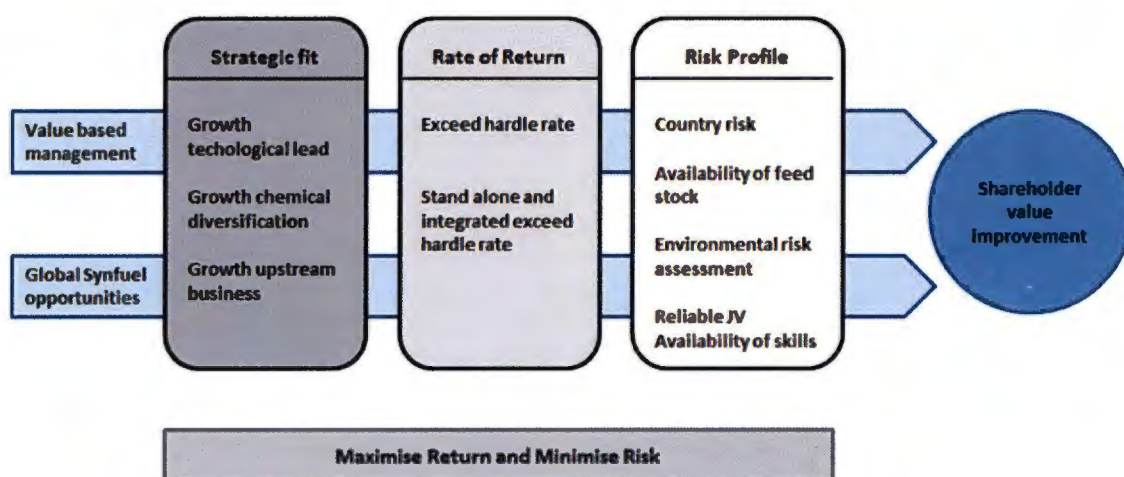 Strategic fit
Growth
techological lead
Growth chemical
diversification
Growth upstream
business
Rate of Return
Exceed hardle rate
Stand alone and
integrated exceed
hardle rate
Risk Profile
Country risk
Availability of feed
stock
Environmental risk
assessment
Reliable JV
Availability of skills
Value based
management
Global Synfuel
opportunities
Shareholder
value
improvement
Maximise Return and Minimise Risk